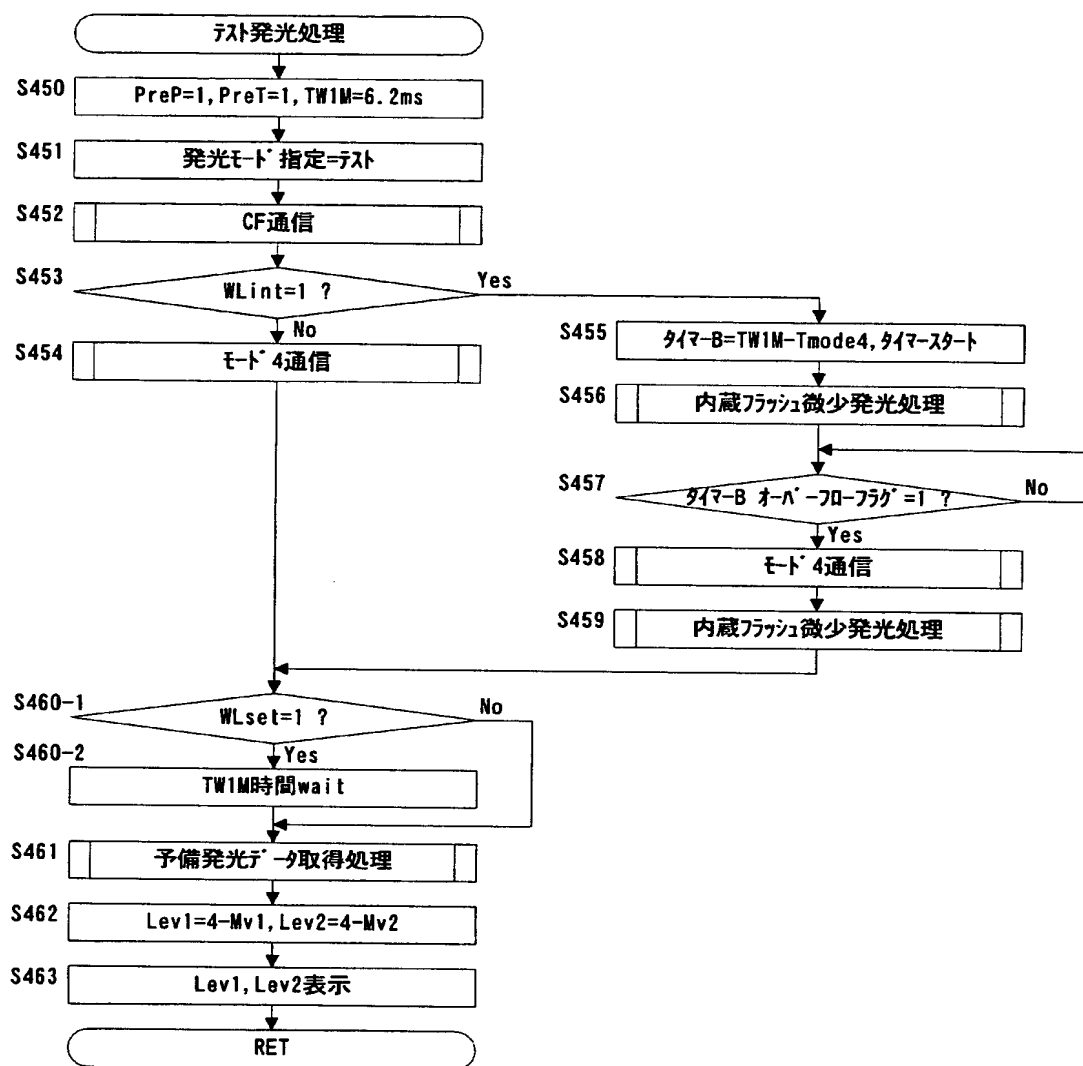 テスト発光処理
S450
PreP=1,PreT=1,TW1M=6.2ms
S451
発光モード指定=テスト
S452
CF通信
S453
WLint=1 ?
Yes
No
S454
モード4通信
S455
タイマーB=TW1M-Tmode4,タイマースタート
S456
内蔵フラッシュ微少発光処理
S457
タイマーB オーバーフローフラグ=1 ?
No
Yes
S458
モード4通信
S459
内蔵フラッシュ微少発光処理
S460-1
WLset=1 ?
No
S460-2
Yes
TW1M時間wait
S461
予備発光データ取得処理
S462
Lev1=4-Mv1,Lev2=4-Mv2
S463
Lev1,Lev2表示
RET